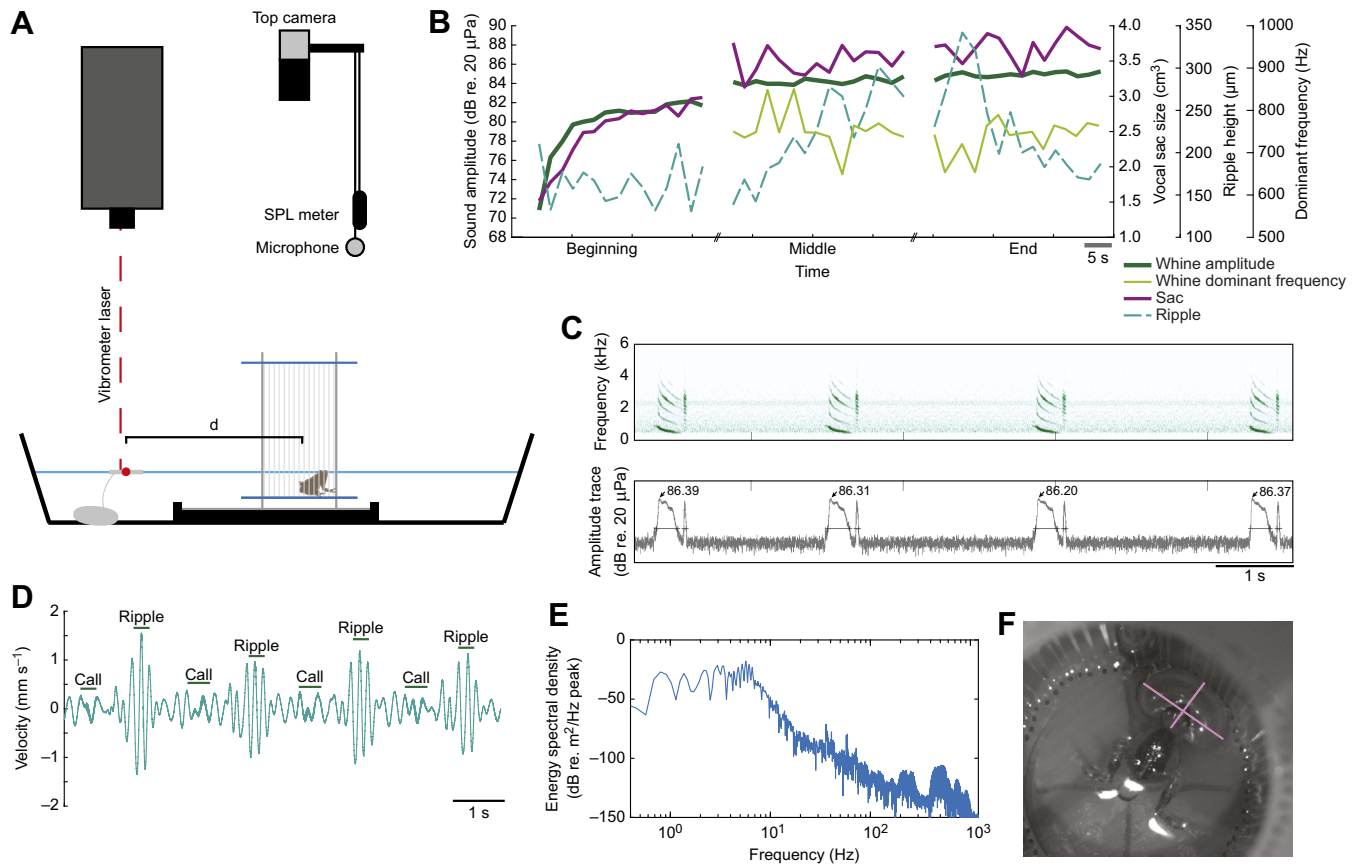 A
Top camera
SPL meter
Microphone
Vibrometer laser
d
B
Sound amplitude (dB re. 20 μPa)
90
88
86
84
82
80
78
76
74
72
70
68
Beginning
Middle
End
Time
5 s
4.0
3.5
3.0
2.5
2.0
1.5
1.0
Vocal sac size (cm³)
350
300
250
200
150
100
Ripple height (μm)
1000
900
800
700
600
500
Dominant frequency (Hz)
Whine amplitude
Whine dominant frequency
Sac
Ripple
C
Frequency (kHz)
6
4
2
0
Amplitude trace
(dB re. 20 μPa)
86.39
86.31
86.20
86.37
1 s
D
Velocity (mm s⁻¹)
2
1
0
–1
–2
Call
Ripple
Call
Ripple
Call
Ripple
Call
Ripple
1 s
E
Energy spectral density
(dB re. m²/Hz peak)
0
–50
–100
–150
10⁰
10¹
10²
10³
Frequency (Hz)
F